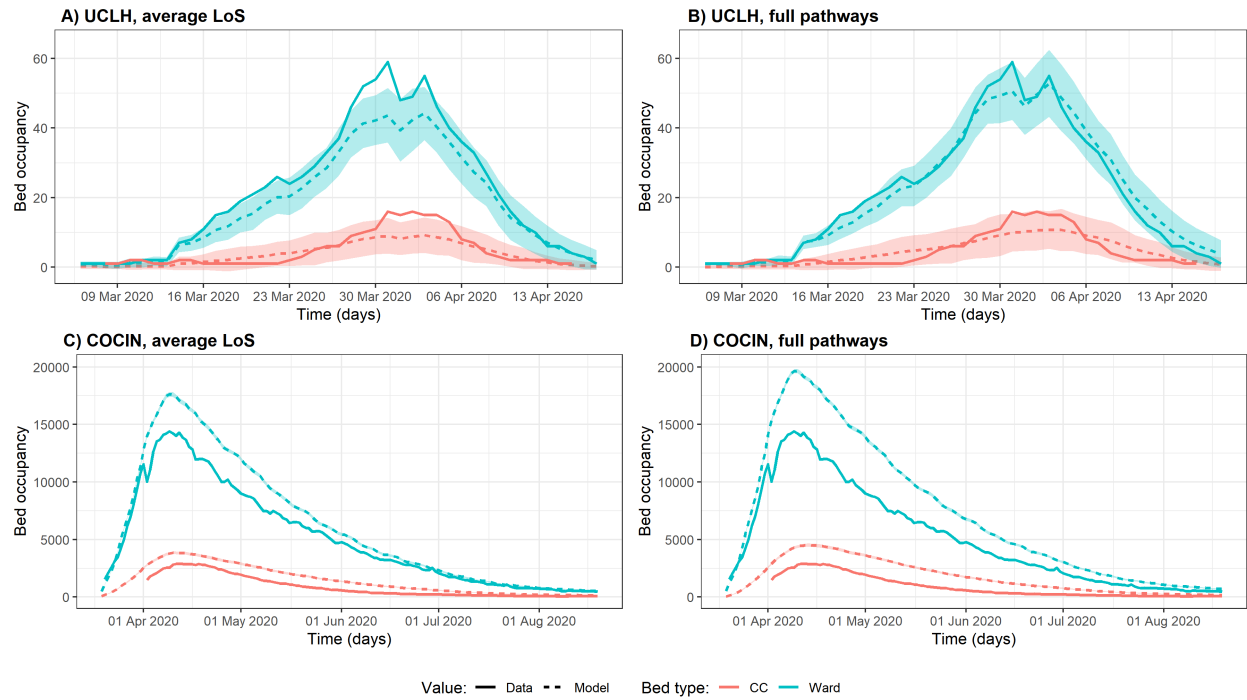 A) UCLH, average LoS
B) UCLH, full pathways
Bed occupancy
60
40
20
0
09 Mar 2020 16 Mar 2020 23 Mar 2020 30 Mar 2020 06 Apr 2020 13 Apr 2020
Time (days)
Bed occupancy
60
40
20
0
09 Mar 2020 16 Mar 2020 23 Mar 2020 30 Mar 2020 06 Apr 2020 13 Apr 2020
Time (days)
C) COCIN, average LoS
D) COCIN, full pathways
Bed occupancy
20000
15000
10000
5000
0
01 Apr 2020 01 May 2020 01 Jun 2020 01 Jul 2020 01 Aug 2020
Time (days)
Bed occupancy
20000
15000
10000
5000
0
01 Apr 2020 01 May 2020 01 Jun 2020 01 Jul 2020 01 Aug 2020
Time (days)
Value: Data Model Bed type: CC Ward